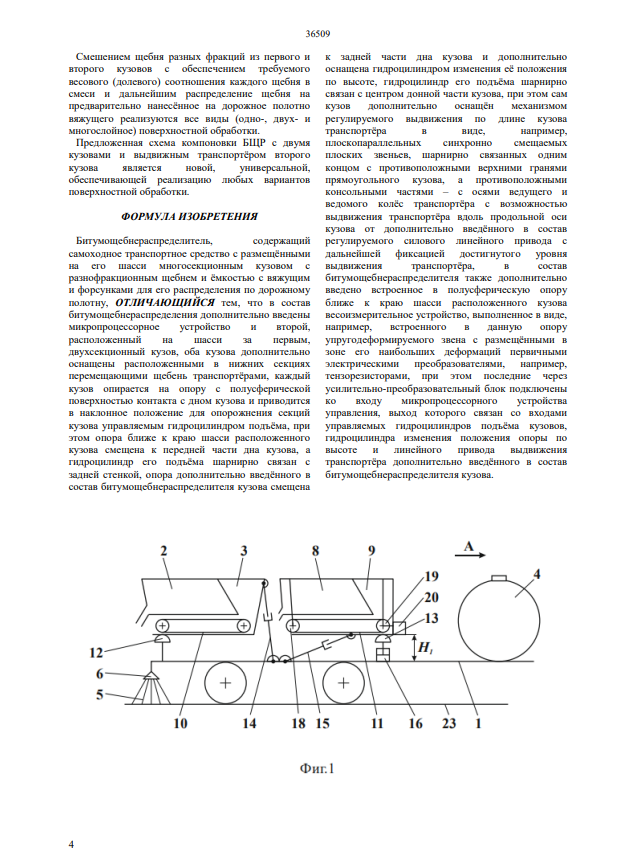 36509
Смешением щебня разных фракций из первого и
второго кузовов с обеспечением требуемого
весового (долевого) соотношения каждого щебня в
смеси и дальнейшим распределение щебня на
предварительно нанесённое на дорожное полотно
вяжущего реализуются все виды (одно-, двух- и
многослойное) поверхностной обработки.
Предложенная схема компоновки БЩР с двумя
кузовами и выдвижным транспортёром второго
кузова является новой, универсальной,
обеспечивающей реализацию любых вариантов
поверхностной обработки.
ФОРМУЛА ИЗОБРЕТЕНИЯ
Битумощебнераспределитель, содержащий
самоходное транспортное средство с размещёнными
на его шасси многосекционным кузовом с
разнофракционным щебнем и ёмкостью с вяжущим
и форсунками для его распределения по дорожному
полотну, ОТЛИЧАЮЩИЙСЯ тем, что в состав
битумощебнераспределения дополнительно введены
микропроцессорное устройство и второй,
расположенный на шасси за первым,
двухсекционный кузов, оба кузова дополнительно
оснащены расположенными в нижних секциях
перемещающими щебень транспортёрами, каждый
кузов опирается на опору с полусферической
поверхностью контакта с дном кузова и приводится
в наклонное положение для опорожнения секций
кузова управляемым гидроцилиндром подъёма, при
этом опора ближе к краю шасси расположенного
кузова смещена к передней части дна кузова, а
гидроцилиндр его подъёма шарнирно связан с
задней стенкой, опора дополнительно введённого в
состав битумощебнераспределителя кузова смещена
к задней части дна кузова и дополнительно
оснащена гидроцилиндром изменения её положения
по высоте, гидроцилиндр его подъёма шарнирно
связан с центром донной части кузова, при этом сам
кузов дополнительно оснащён механизмом
регулируемого выдвижения по длине кузова
транспортёра в виде, например,
плоскопараллельных синхронно смещаемых
плоских звеньев, шарнирно связанных одним
концом с противоположными верхними гранями
прямоугольного кузова, а противоположными
консольными частями – с осями ведущего и
ведомого колёс транспортёра с возможностью
выдвижения транспортёра вдоль продольной оси
кузова от дополнительно введённого в состав
регулируемого силового линейного привода с
дальнейшей фиксацией достигнутого уровня
выдвижения транспортёра, в состав
битумощебнераспределителя также дополнительно
введено встроенное в полусферическую опору
ближе к краю шасси расположенного кузова
весоизмерительное устройство, выполненное в виде,
например, встроенного в данную опору
упругодеформируемого звена с размещёнными в
зоне его наибольших деформаций первичными
электрическими преобразователями, например,
тензорезисторами, при этом последние через
усилительно-преобразовательный блок подключены
ко входу микропроцессорного устройства
управления, выход которого связан со входами
управляемых гидроцилиндров подъёма кузовов,
гидроцилиндра изменения положения опоры по
высоте и линейного привода выдвижения
транспортёра дополнительно введённого в состав
битумощебнераспределителя кузова.
2 3 8 9 А 4
19
20
13
12
H1
6
5
10 14 18 15 11 16 23 1
Фиг.1
4